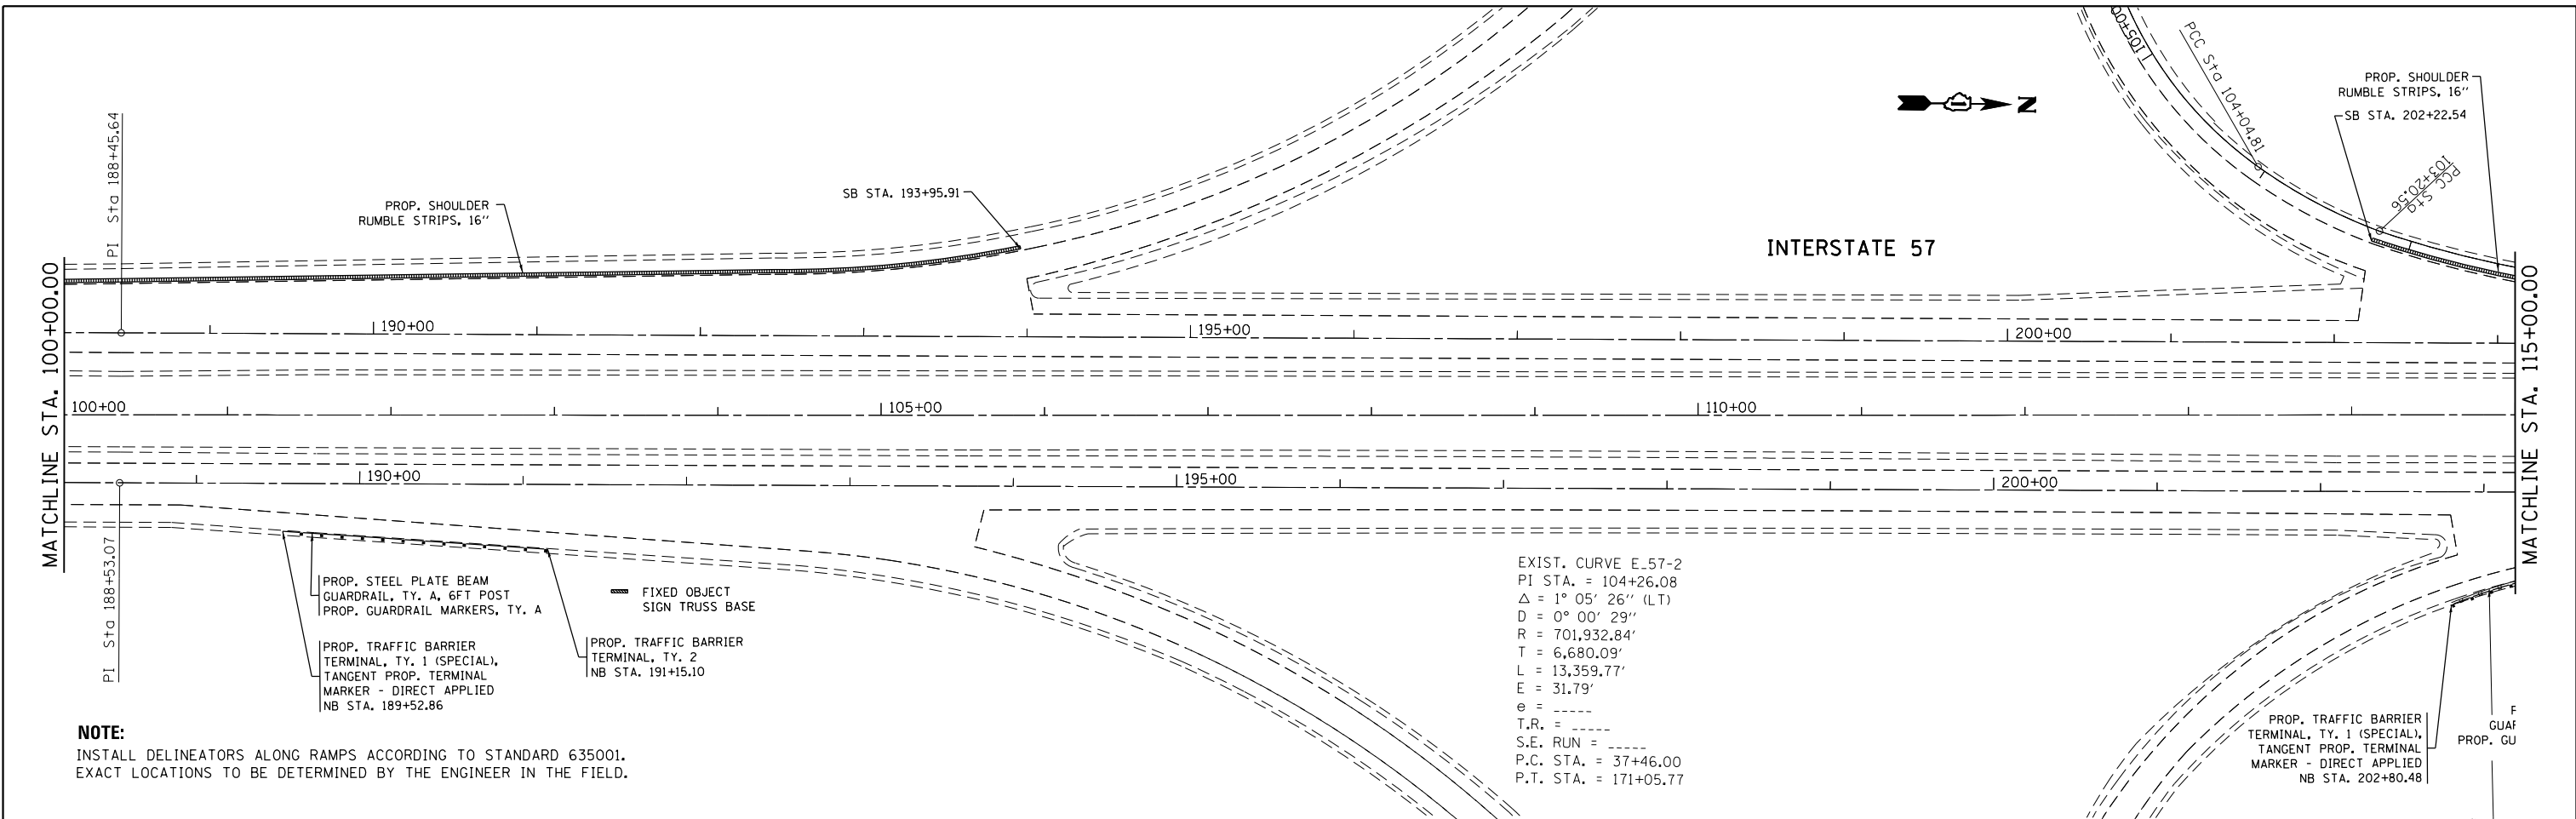 MATCHLINE STA. 100+00.00
PI Sta 188+45.64
PROP. SHOULDER
RUMBLE STRIPS, 16"
SB STA. 193+95.91
N
105+00
PCC Sta 104+04.81
PROP. SHOULDER
RUMBLE STRIPS, 16"
SB STA. 202+22.54
PCC Sta
103+20.56
INTERSTATE 57
190+00
195+00
200+00
100+00
105+00
110+00
190+00
195+00
200+00
MATCHLINE STA. 115+00.00
PI Sta 188+53.07
PROP. STEEL PLATE BEAM
GUARDRAIL, TY. A, 6FT POST
PROP. GUARDRAIL MARKERS, TY. A
FIXED OBJECT
SIGN TRUSS BASE
PROP. TRAFFIC BARRIER
TERMINAL, TY. 1 (SPECIAL),
TANGENT PROP. TERMINAL
MARKER - DIRECT APPLIED
NB STA. 189+52.86
PROP. TRAFFIC BARRIER
TERMINAL, TY. 2
NB STA. 191+15.10
EXIST. CURVE E_57-2
PI STA. = 104+26.08
Δ = 1° 05' 26" (LT)
D = 0° 00' 29"
R = 701,932.84'
T = 6,680.09'
L = 13,359.77'
E = 31.79'
e = _____
T.R. = _____
S.E. RUN = _____
P.C. STA. = 37+46.00
P.T. STA. = 171+05.77
PROP. TRAFFIC BARRIER
TERMINAL, TY. 1 (SPECIAL),
TANGENT PROP. TERMINAL
MARKER - DIRECT APPLIED
NB STA. 202+80.48
PROP.
NOTE:
INSTALL DELINEATORS ALONG RAMPS ACCORDING TO STANDARD 635001.
EXACT LOCATIONS TO BE DETERMINED BY THE ENGINEER IN THE FIELD.